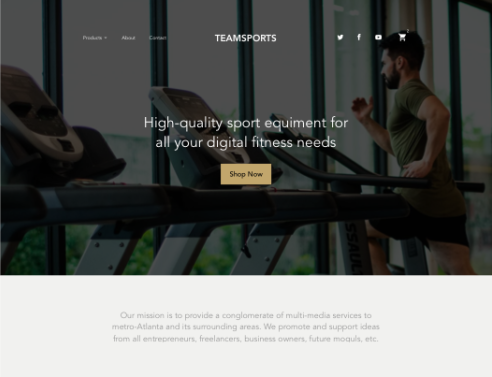 Products About Contact TEAMSPORTS
High-quality sport equiment for
all your digital fitness needs
Shop Now
Our mission is to provide a conglomerate of multi-media services to
metro-Atlanta and its surrounding areas. We promote and support ideas
from all entrepreneurs, freelancers, business owners, future moguls, etc.